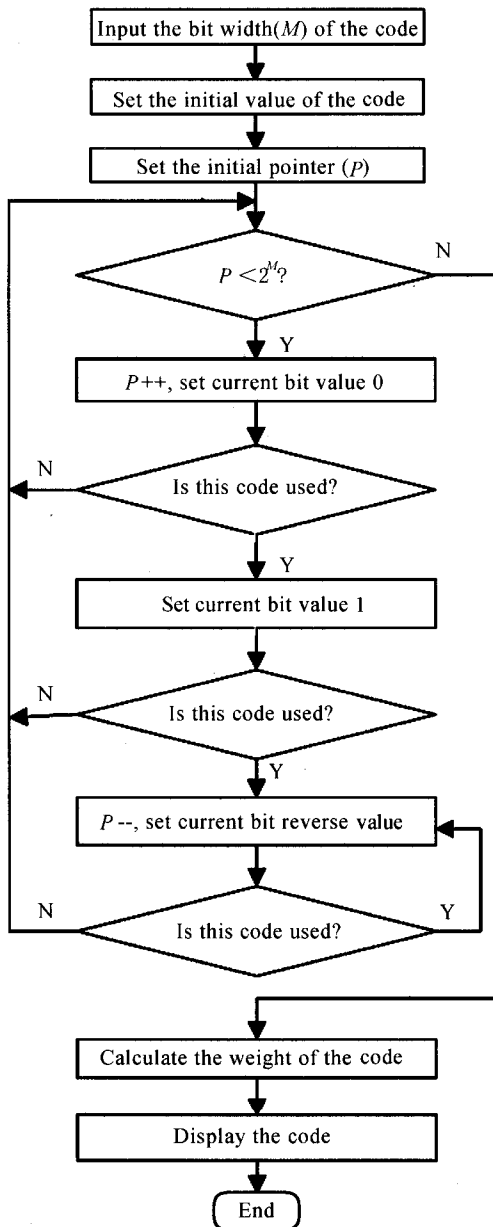 Input the bit width(M) of the code
Set the initial value of the code
Set the initial pointer (P)
P <2^M?
N
Y
P++, set current bit value 0
Is this code used?
N
Y
Set current bit value 1
Is this code used?
N
Y
P --, set current bit reverse value
Is this code used?
N
Y
Calculate the weight of the code
Display the code
End